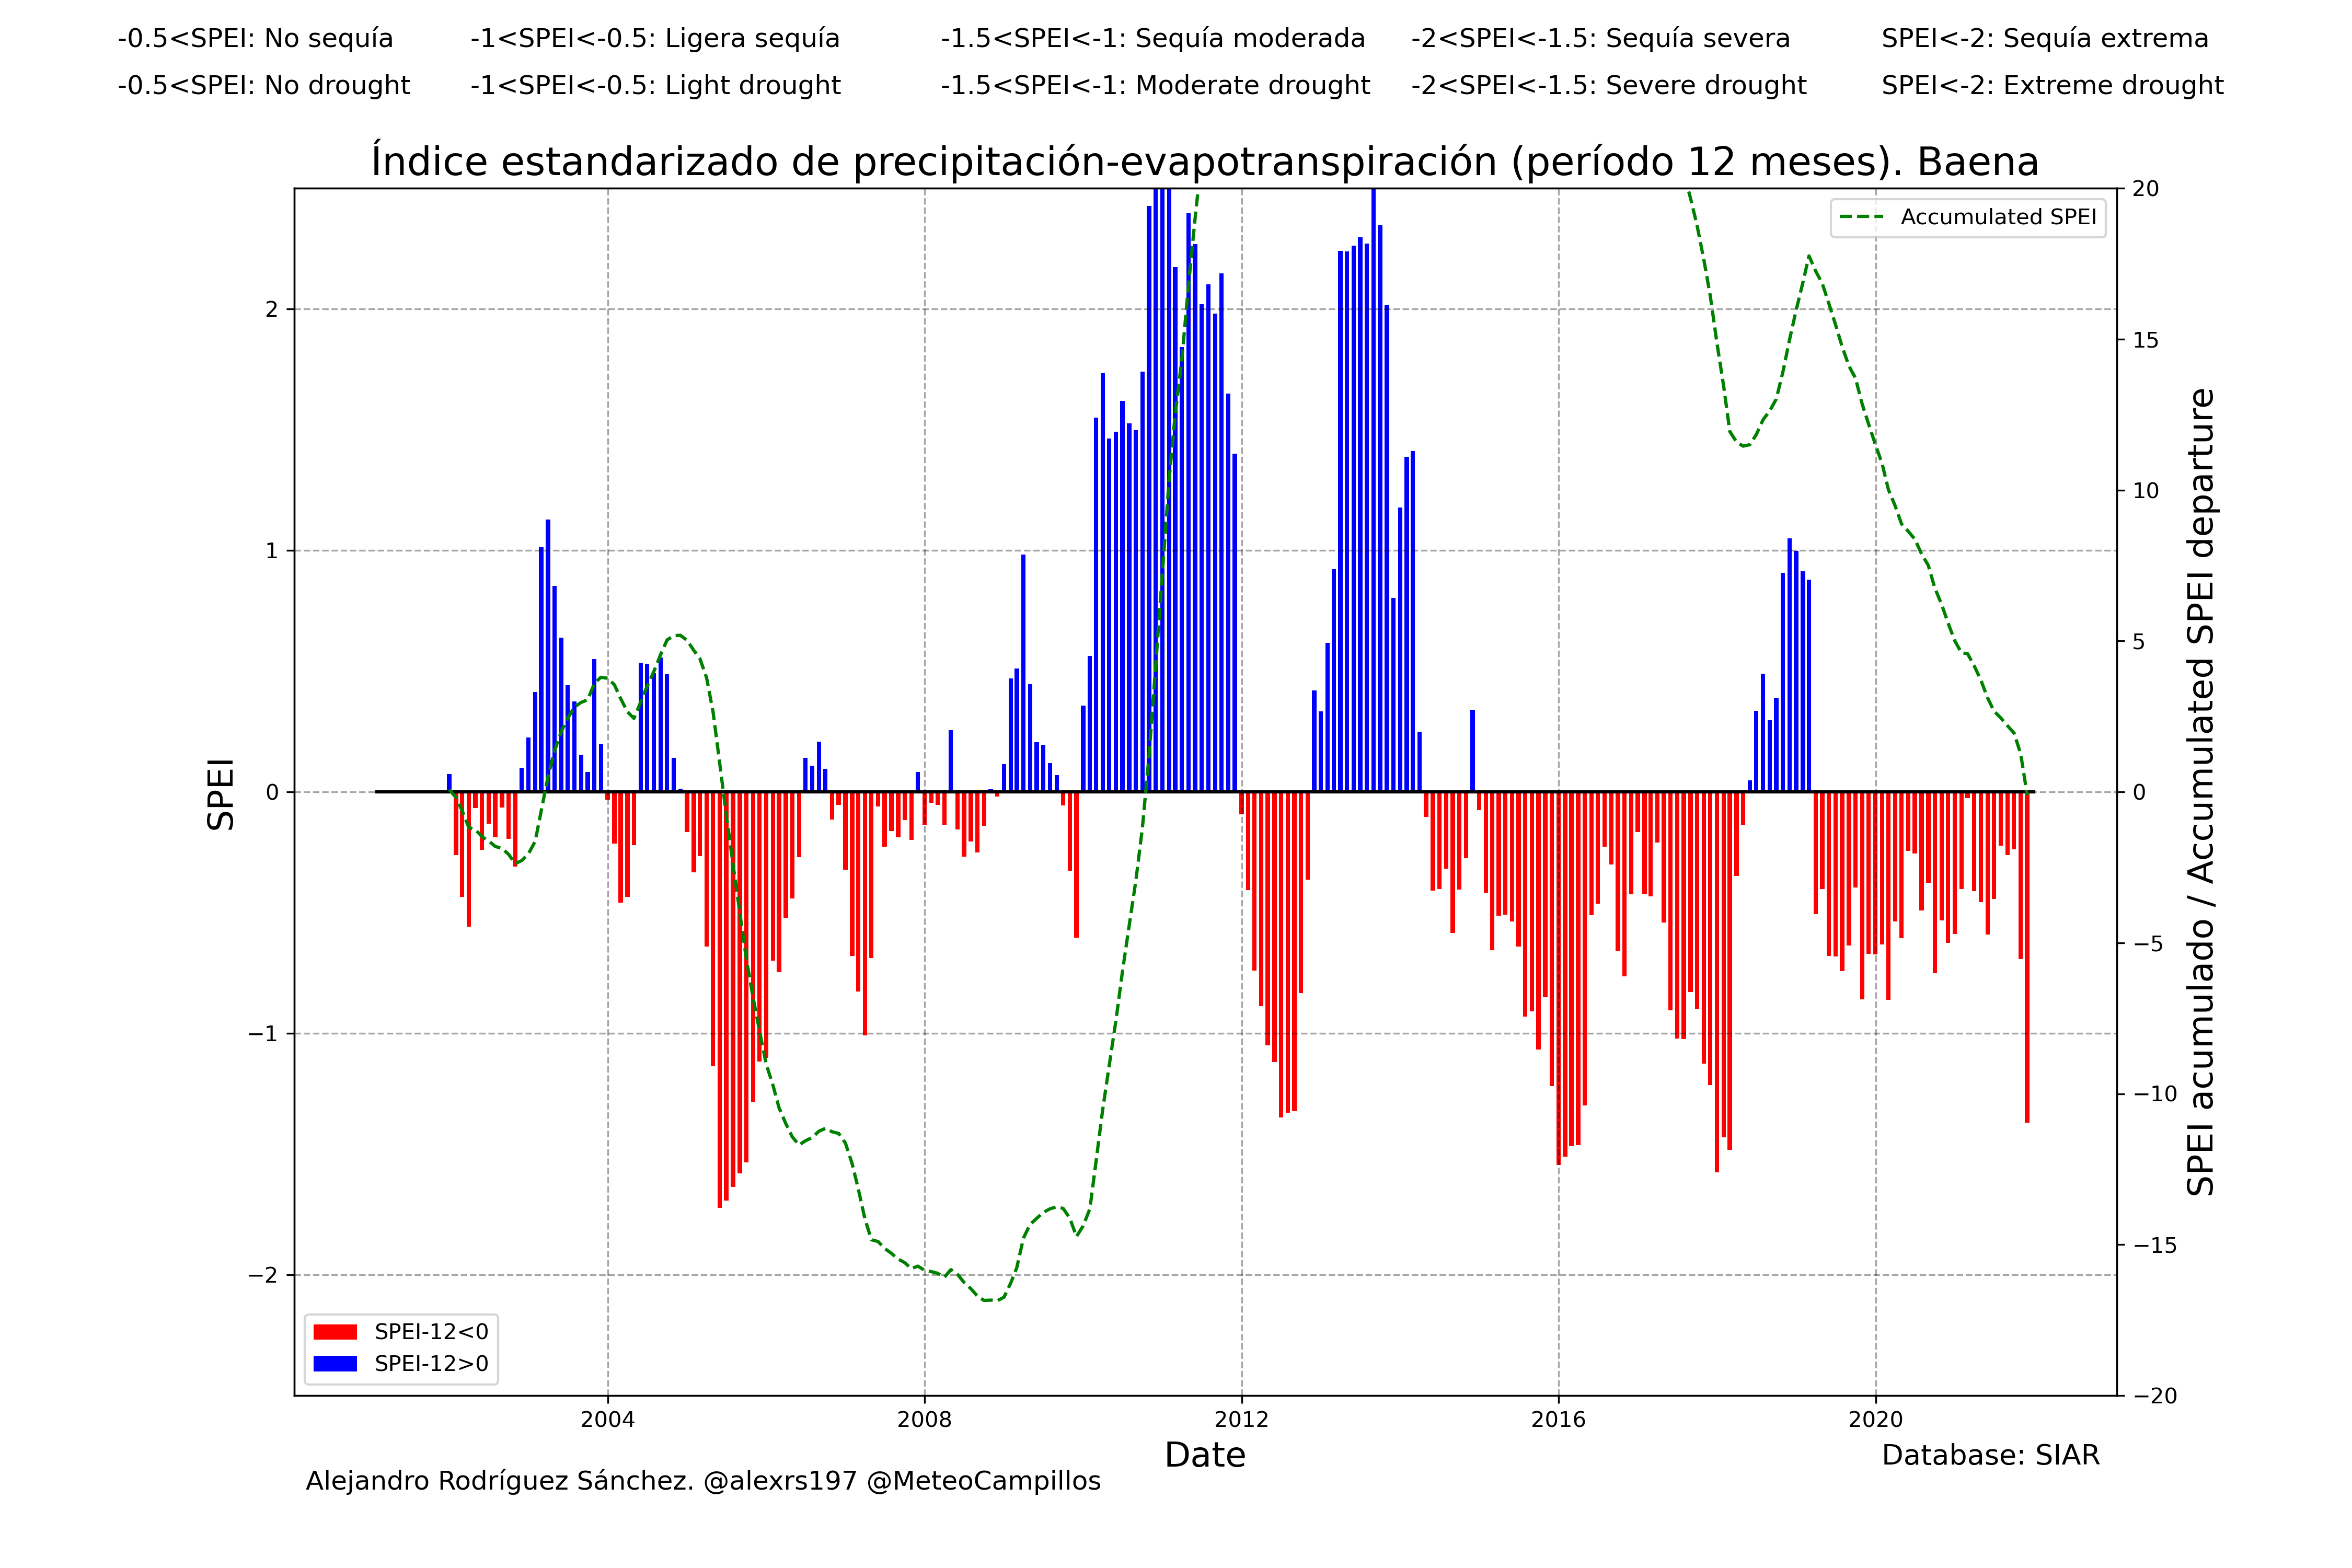 -0.5<SPEI: No sequía -1<SPEI<-0.5: Ligera sequía -1.5<SPEI<-1: Sequía moderada -2<SPEI<-1.5: Sequía severa SPEI<-2: Sequía extrema
-0.5<SPEI: No drought -1<SPEI<-0.5: Light drought -1.5<SPEI<-1: Moderate drought -2<SPEI<-1.5: Severe drought SPEI<-2: Extreme drought
Índice estandarizado de precipitación-evapotranspiración (período 12 meses). Baena
SPEI
2
1
0
−1
−2
Accumulated SPEI
20
15
10
5
0
−5
−10
−15
−20
SPEI acumulado / Accumulated SPEI departure
SPEI-12<0
SPEI-12>0
2004 2008 2012 2016 2020
Date
Database: SIAR
Alejandro Rodríguez Sánchez. @alexrs197 @MeteoCampillos